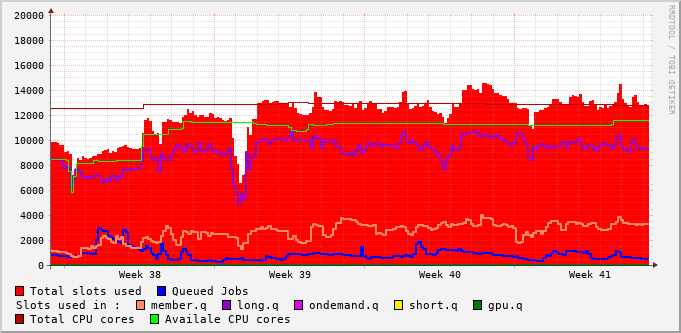 20000
18000
16000
14000
12000
10000
8000
6000
4000
2000
0
Week 38 Week 39 Week 40 Week 41
RRDTOOL / TOBI OETIKER
Total slots used Queued Jobs
Slots used in : member.q long.q ondemand.q short.q gpu.q
Total CPU cores Availale CPU cores